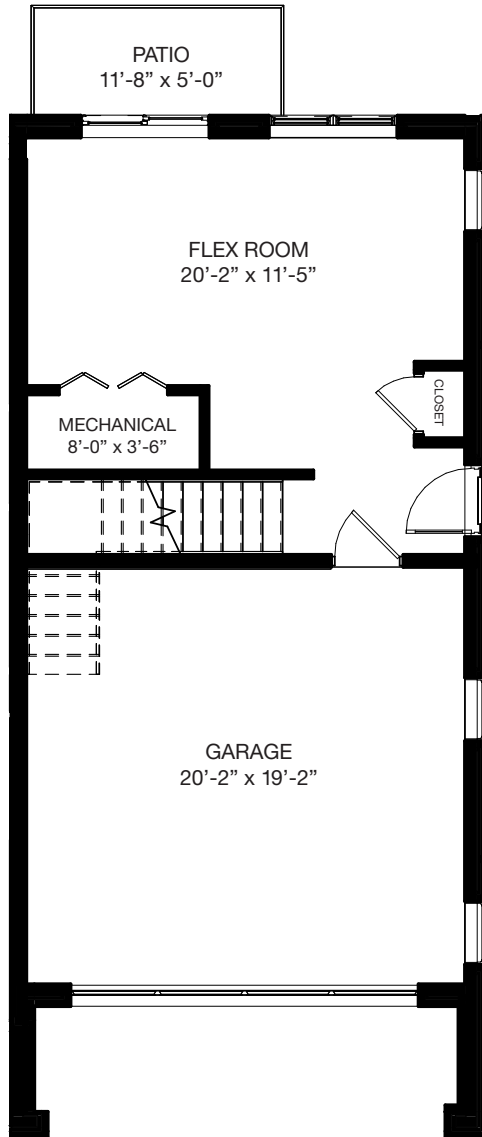 PATIO
11’-8” x 5’-0”
FLEX ROOM
20’-2” x 11’-5”
CLOSET
MECHANICAL
8’-0” x 3’-6”
GARAGE
20’-2” x 19’-2”